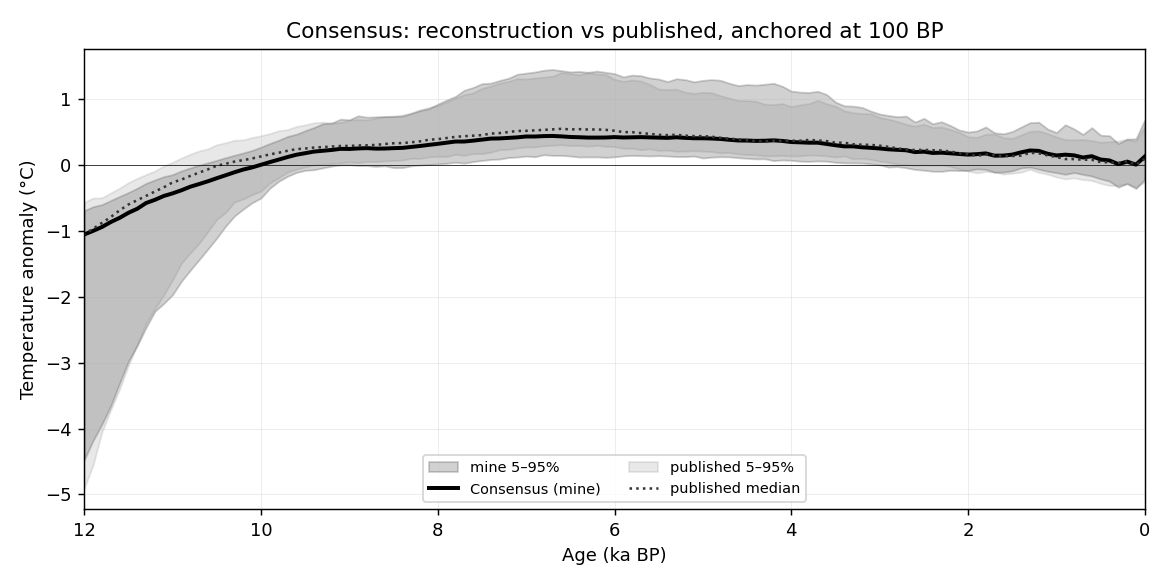 Consensus: reconstruction vs published, anchored at 100 BP
Temperature anomaly (°C)
1
0
−1
−2
−3
−4
−5
mine 5–95%
published 5–95%
Consensus (mine)
published median
12
10
8
6
4
2
0
Age (ka BP)